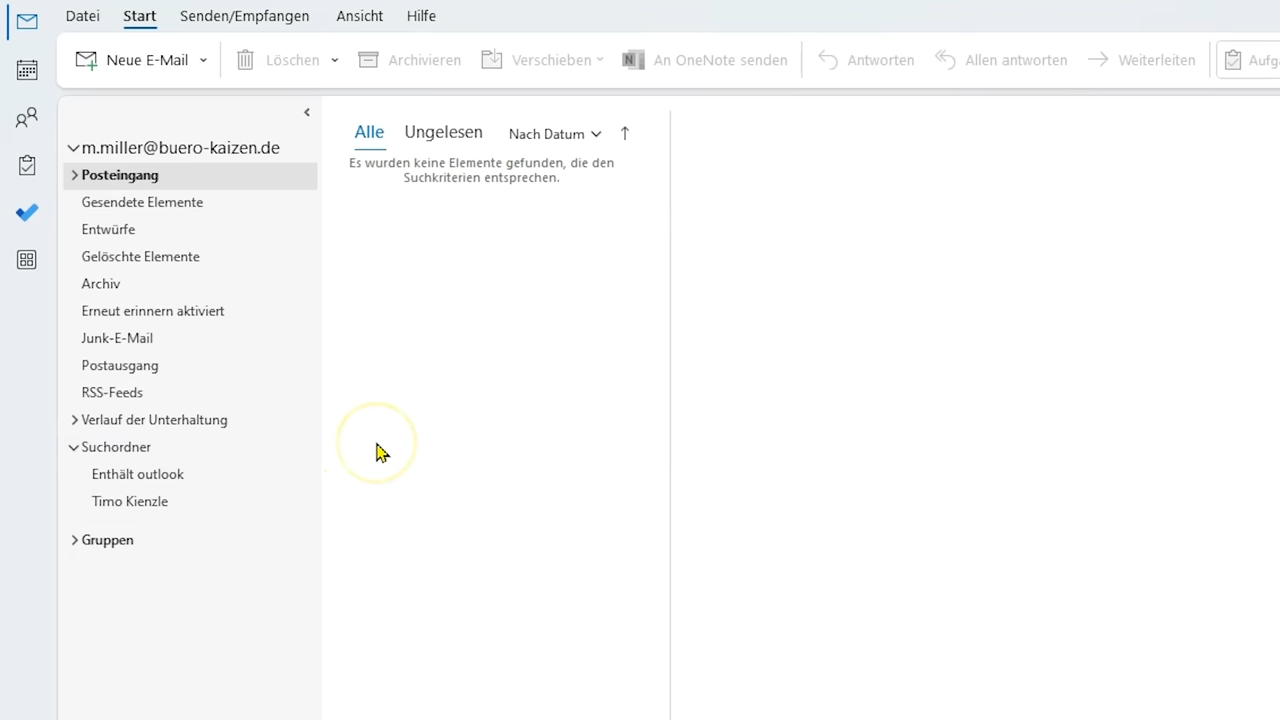 Datei Start Senden/Empfangen Ansicht Hilfe
Neue E-Mail Löschen Archivieren Verschieben An OneNote senden Antworten Allen antworten Weiterleiten
Alle Ungelesen Nach Datum
Es wurden keine Elemente gefunden, die den
Suchkriterien entsprechen.
m.miller@buero-kaizen.de
Posteingang
Gesendete Elemente
Entwürfe
Gelöschte Elemente
Archiv
Erneut erinnern aktiviert
Junk-E-Mail
Postausgang
RSS-Feeds
Verlauf der Unterhaltung
Suchordner
Enthält outlook
Timo Kienzle
Gruppen